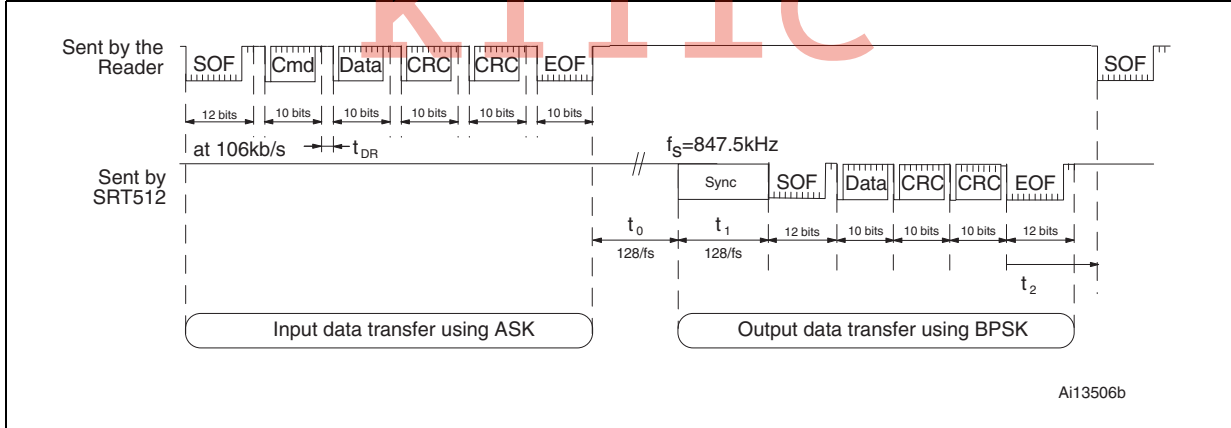 Sent by the
Reader
SOF Cmd Data CRC CRC EOF SOF
12 bits 10 bits 10 bits 10 bits 10 bits 10 bits
at 106kb/s tDR fS=847.5kHz
Sent by
SRT512
Sync SOF Data CRC CRC EOF
t0 t1 12 bits 10 bits 10 bits 10 bits 12 bits
128/fs 128/fs
t2
Input data transfer using ASK Output data transfer using BPSK
Ai13506b